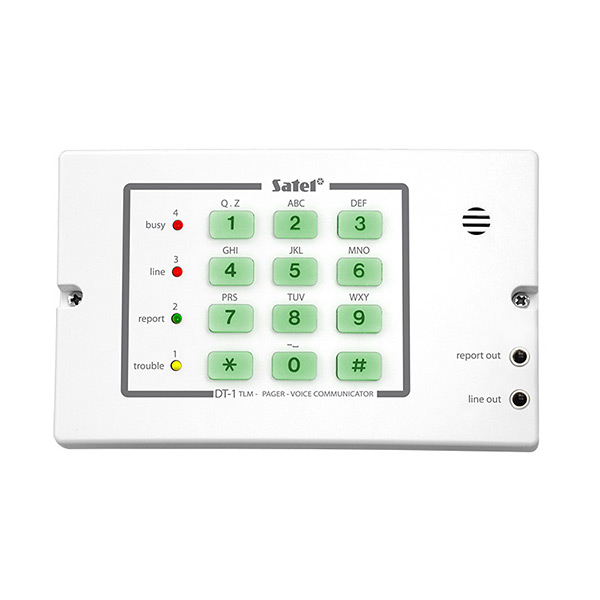 Satel
Q . Z ABC DEF
4
busy 1 2 3
GHI JKL MNO
3
line 4 5 6
PRS TUV WXY
2
report 7 8 9
1
trouble * 0 #
DT-1 TLM - PAGER - VOICE COMMUNICATOR
report out
line out